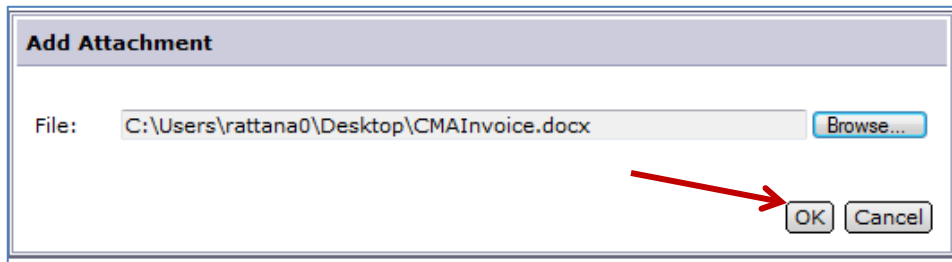 Add Attachment
File: C:\Users\rattana0\Desktop\CMAInvoice.docx Browse...
OK Cancel